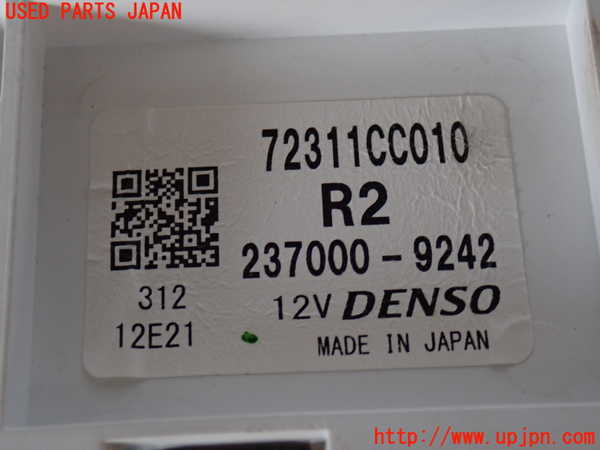 USED PARTS JAPAN
72311CC010
R2
237000-9242
312
12V DENSO
12E21
MADE IN JAPAN
http://www.upjpn.com/